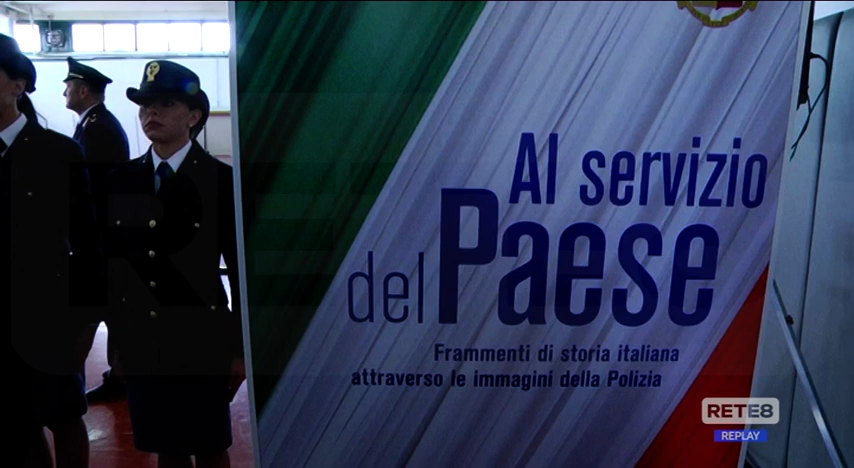 Al servizio
del Paese
Frammenti di storia italiana
attraverso le immagini della Polizia
RETE8
REPLAY